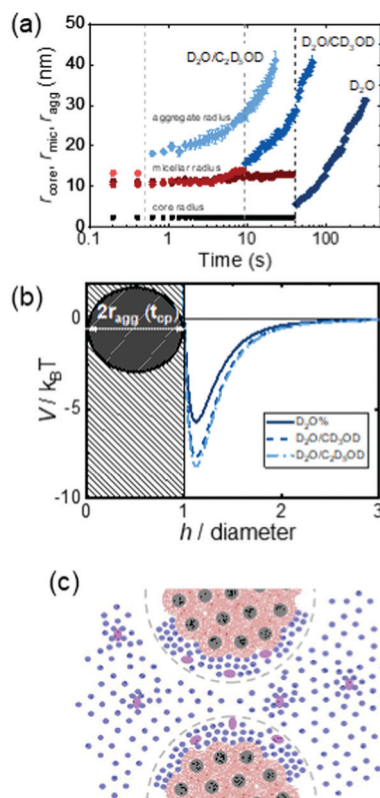 (a)
r_core, r_mic, r_agg (nm)
50
40
30
20
10
0
D₂O/C₂D₅OD
D₂O/CD₃OD
D₂O
aggregate radius
micellar radius
core radius
0.1 1 10 100
Time (s)
(b)
V / k_BT
0
-5
-10
2r_agg (t_cp)
D₂O%
D₂O/CD₃OD
D₂O/C₂D₅OD
0 1 2 3
h / diameter
(c)